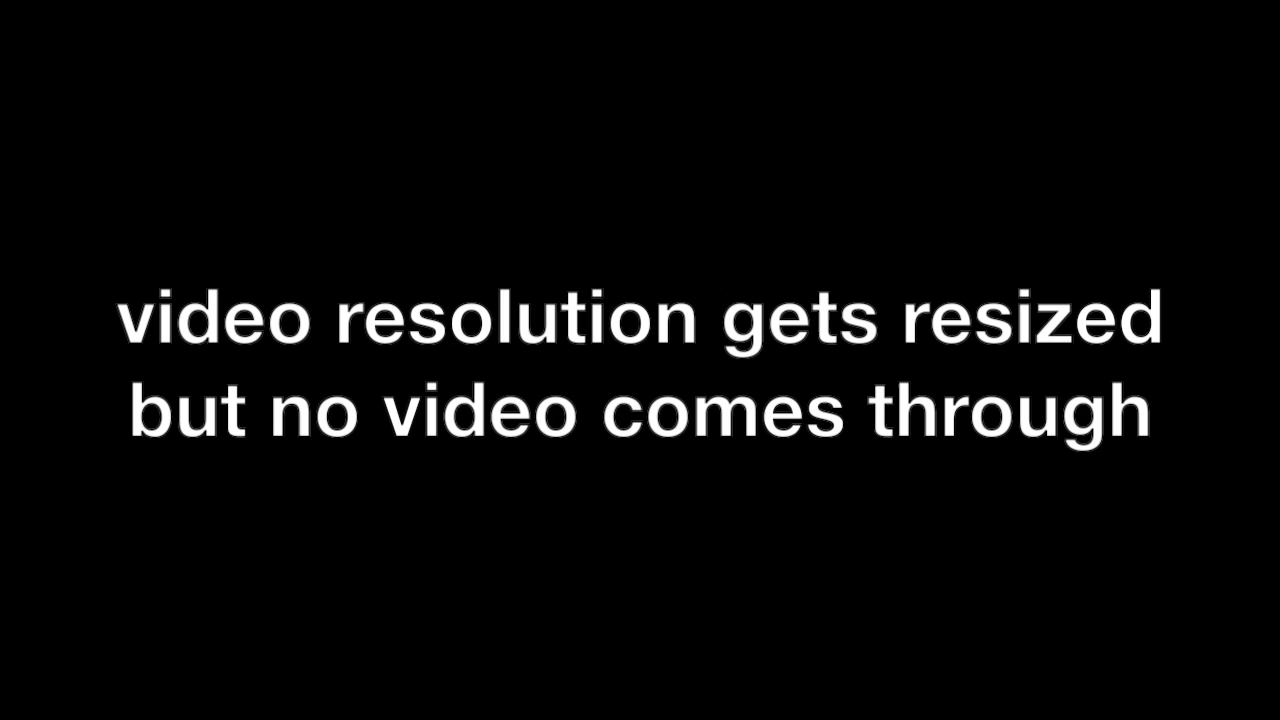 video resolution gets resized
but no video comes through